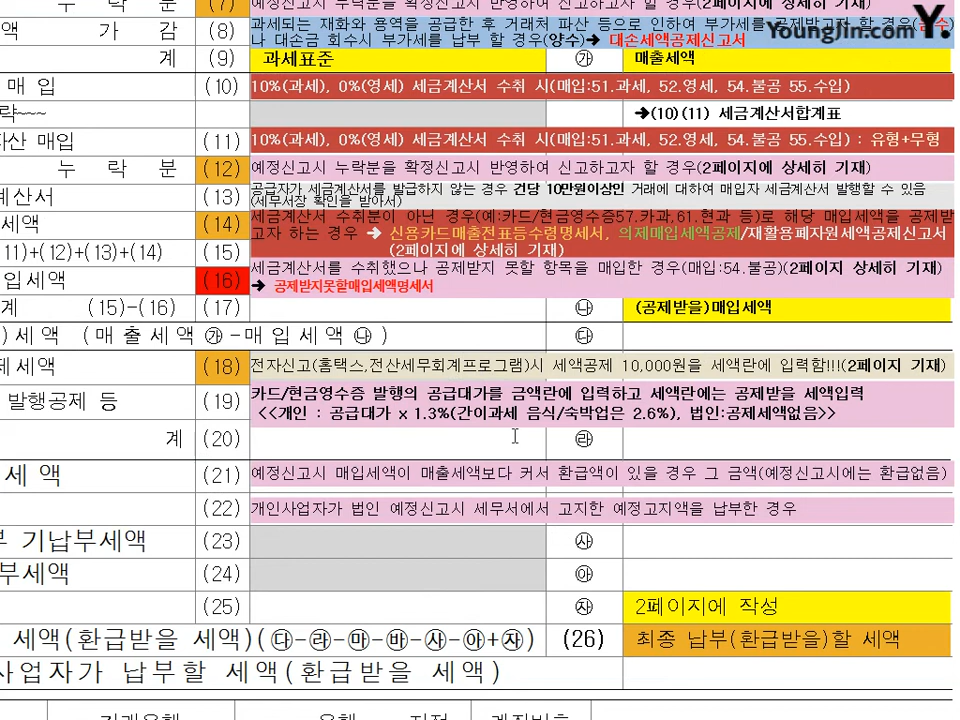 누 락 분 (7) 예정신고시 누락분을 확정신고시 반영하여 신고하고자 할 경우(2페이지에 상세히 기재)
액 가 감 (8) 과세되는 재화와 용역을 공급한 후 거래처 파산 등으로 인하여 부가세를 공제받고자 할 경우(음수)
나 대손금 회수시 부가세를 납부 할 경우(양수)➔ 대손세액공제신고서
Youngjin.com Y.
계 (9) 과세표준 ㉮ 매출세액
매 입 (10) 10%(과세), 0%(영세) 세금계산서 수취 시(매입:51.과세, 52.영세, 54.불공 55.수입)
략~~~ ➔(10)(11) 세금계산서합계표
자산 매입 (11) 10%(과세), 0%(영세) 세금계산서 수취 시(매입:51.과세, 52.영세, 54.불공 55.수입) : 유형+무형
누 락 분 (12) 예정신고시 누락분을 확정신고시 반영하여 신고하고자 할 경우(2페이지에 상세히 기재)
계산서 (13) 공급자가 세금계산서를 발급하지 않는 경우 건당 10만원이상인 거래에 대하여 매입자 세금계산서 발행할 수 있음
(세무서장 확인을 받아서)
세액 (14) 세금계산서 수취분이 아닌 경우(예:카드/현금영수증57.카과,61.현과 등)로 해당 매입세액을 공제받
고자 하는 경우 ➔ 신용카드매출전표등수령명세서, 의제매입세액공제/재활용폐자원세액공제신고서
(2페이지에 상세히 기재)
11)+(12)+(13)+(14) (15)
입세액 (16) 세금계산서를 수취했으나 공제받지 못할 항목을 매입한 경우(매입:54.불공)(2페이지 상세히 기재)
➔ 공제받지못할매입세액명세서
계 (15)-(16) (17) ㉯ (공제받을)매입세액
)세액 (매출세액㉮-매입세액㉯) ㉰
제세액 (18) 전자신고(홈택스,전산세무회계프로그램)시 세액공제 10,000원을 세액란에 입력함!!!(2페이지 기재)
발행공제 등 (19) 카드/현금영수증 발행의 공급대가를 금액란에 입력하고 세액란에는 공제받을 세액입력
<<개인 : 공급대가 x 1.3%(간이과세 음식/숙박업은 2.6%), 법인:공제세액없음>>
계 (20) ㉱
세 액 (21) 예정신고시 매입세액이 매출세액보다 커서 환급액이 있을 경우 그 금액(예정신고시에는 환급없음)
(22) 개인사업자가 법인 예정신고시 세무서에서 고지한 예정고지액을 납부한 경우
부 기납부세액 (23) ㉴
부세액 (24) ㉵
(25) ㉶ 2페이지에 작성
세액(환급받을 세액)(㉰-㉱-㉲-㉳-㉴-㉵+㉶) (26) 최종 납부(환급받을)할 세액
사업자가 납부할 세액(환급받을 세액)